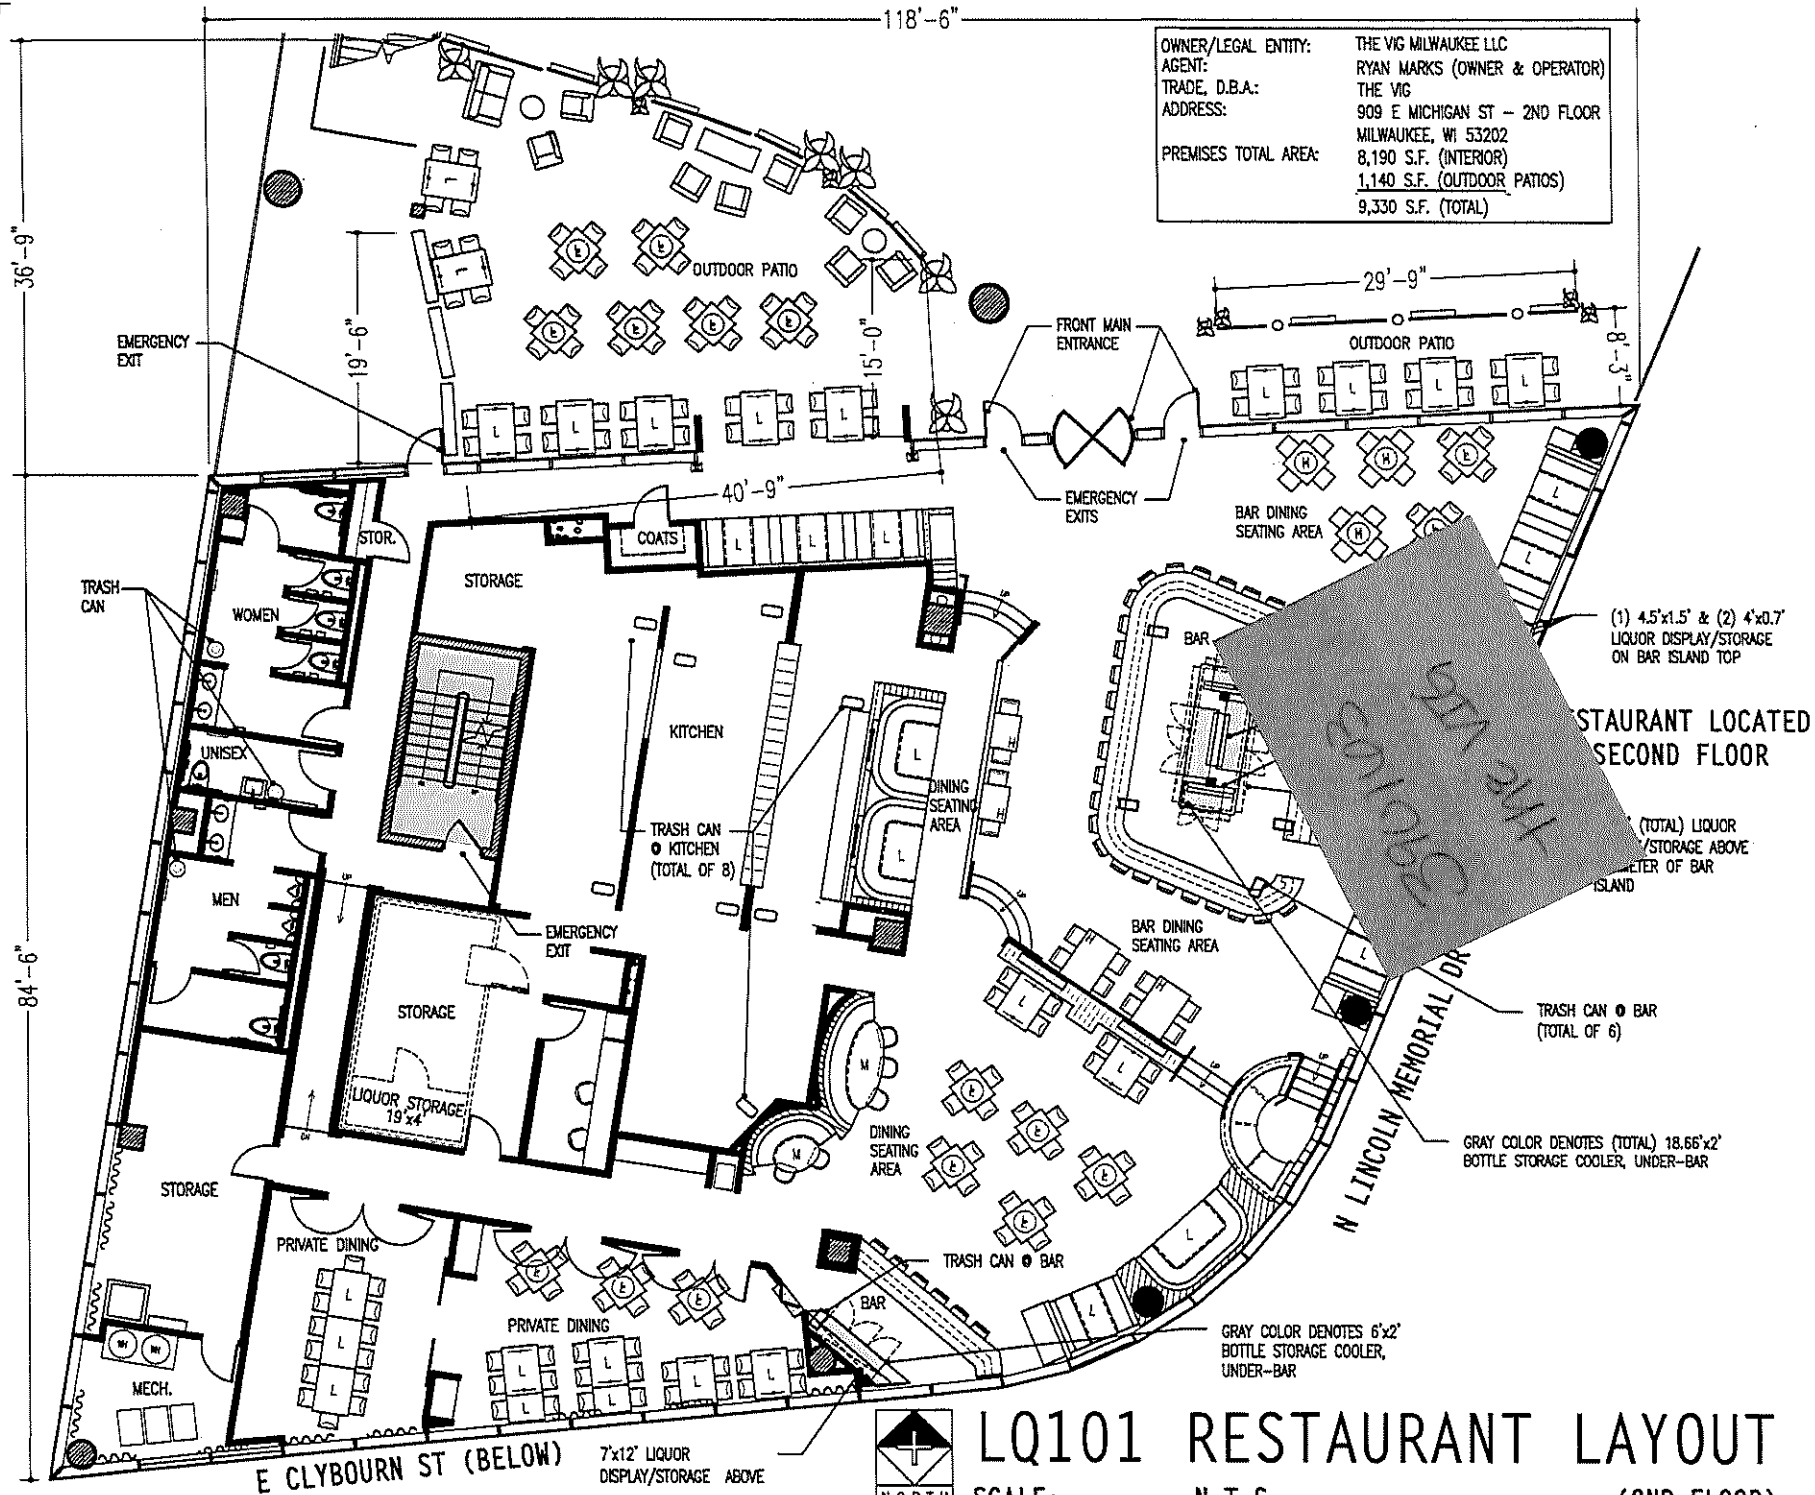 118'-6"
OWNER/LEGAL ENTITY: THE VIG MILWAUKEE LLC
AGENT: RYAN MARKS (OWNER & OPERATOR)
TRADE, D.B.A.: THE VIG
ADDRESS: 909 E MICHIGAN ST - 2ND FLOOR
MILWAUKEE, WI 53202
PREMISES TOTAL AREA: 8,190 S.F. (INTERIOR)
1,140 S.F. (OUTDOOR PATIOS)
9,330 S.F. (TOTAL)
36'-9"
OUTDOOR PATIO
29'-9"
EMERGENCY
EXIT
19'-6"
15'-0"
FRONT MAIN
ENTRANCE
OUTDOOR PATIO
8'-3"
40'-9"
EMERGENCY
EXITS
BAR DINING
SEATING AREA
STOR.
COATS
STORAGE
TRASH
CAN
WOMEN
BAR
(1) 4.5'x1.5' & (2) 4'x0.7'
LIQUOR DISPLAY/STORAGE
ON BAR ISLAND TOP
STAURANT LOCATED
SECOND FLOOR
KITCHEN
UNISEX
DINING
SEATING
AREA
THE VIG
TRASH CAN
@ KITCHEN
(TOTAL OF 8)
(TOTAL) LIQUOR
/STORAGE ABOVE
METER OF BAR
ISLAND
MEN
EMERGENCY
EXIT
BAR DINING
SEATING AREA
84'-6"
STORAGE
TRASH CAN @ BAR
(TOTAL OF 6)
N LINCOLN MEMORIAL DR
LIQUOR STORAGE
19'x4'
DINING
SEATING
AREA
GRAY COLOR DENOTES (TOTAL) 18.66'x2'
BOTTLE STORAGE COOLER, UNDER-BAR
STORAGE
PRIVATE DINING
TRASH CAN @ BAR
BAR
PRIVATE DINING
GRAY COLOR DENOTES 6'x2'
BOTTLE STORAGE COOLER,
UNDER-BAR
MECH.
E CLYBOURN ST (BELOW)
7'x12' LIQUOR
DISPLAY/STORAGE ABOVE
LQ101 RESTAURANT LAYOUT
NORTH
SCALE: N.T.S. (2ND FLOOR)